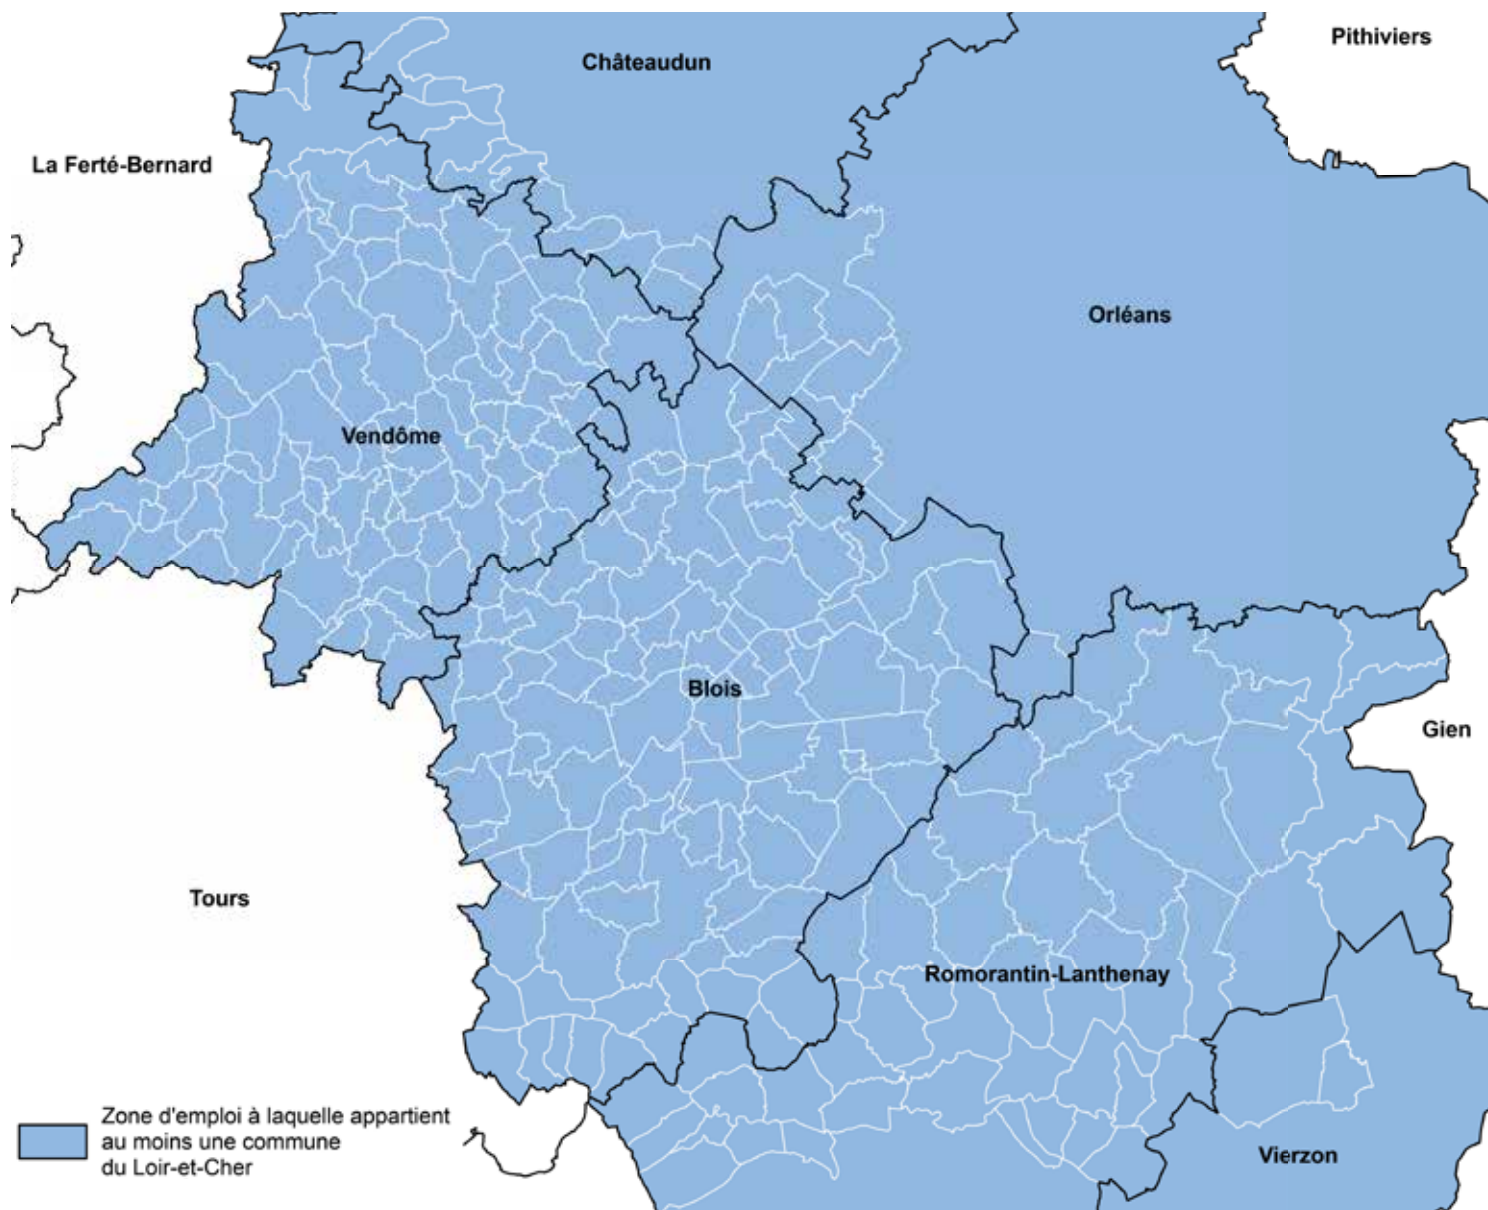 Pithiviers
Châteaudun
La Ferté-Bernard
Orléans
Vendôme
Blois
Gien
Tours
Romorantin-Lanthenay
Zone d'emploi à laquelle appartient
au moins une commune
du Loir-et-Cher
Vierzon